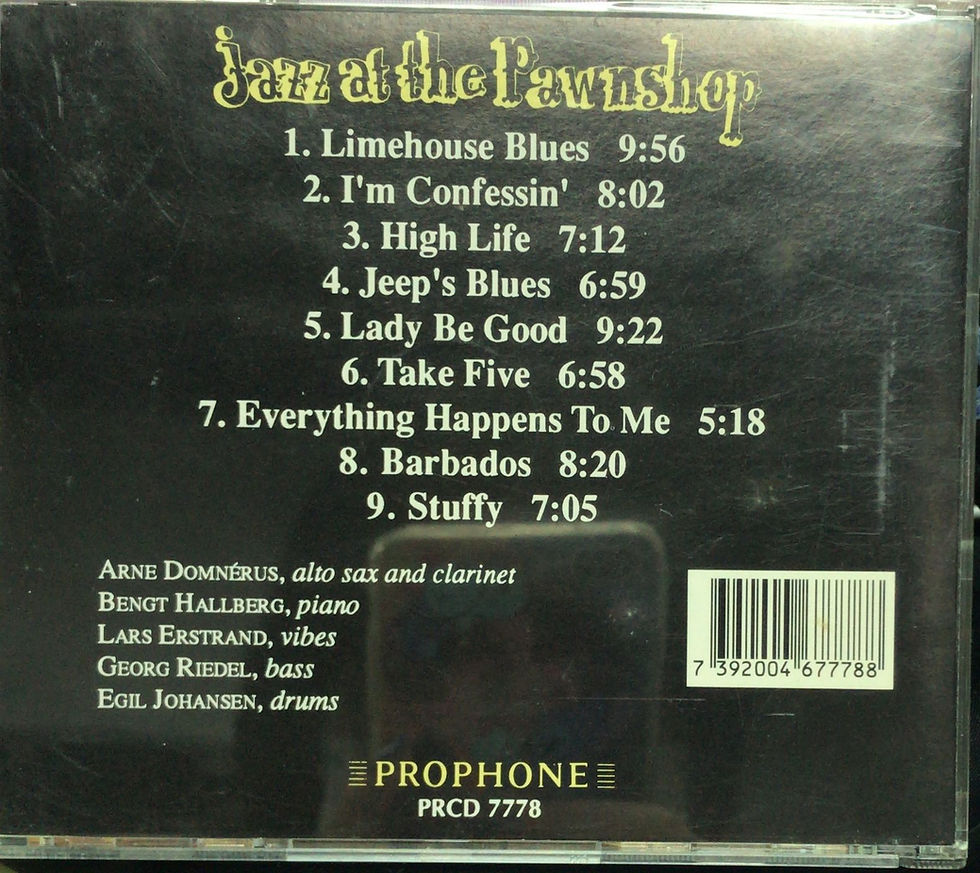 Jazz at the Pawnshop
1. Limehouse Blues 9:56
2. I'm Confessin' 8:02
3. High Life 7:12
4. Jeep's Blues 6:59
5. Lady Be Good 9:22
6. Take Five 6:58
7. Everything Happens To Me 5:18
8. Barbados 8:20
9. Stuffy 7:05
ARNE DOMNÉRUS, alto sax and clarinet
BENGT HALLBERG, piano
LARS ERSTRAND, vibes
GEORG RIEDEL, bass
EGIL JOHANSEN, drums
7 392004 677788
PROPHONE
PRCD 7778